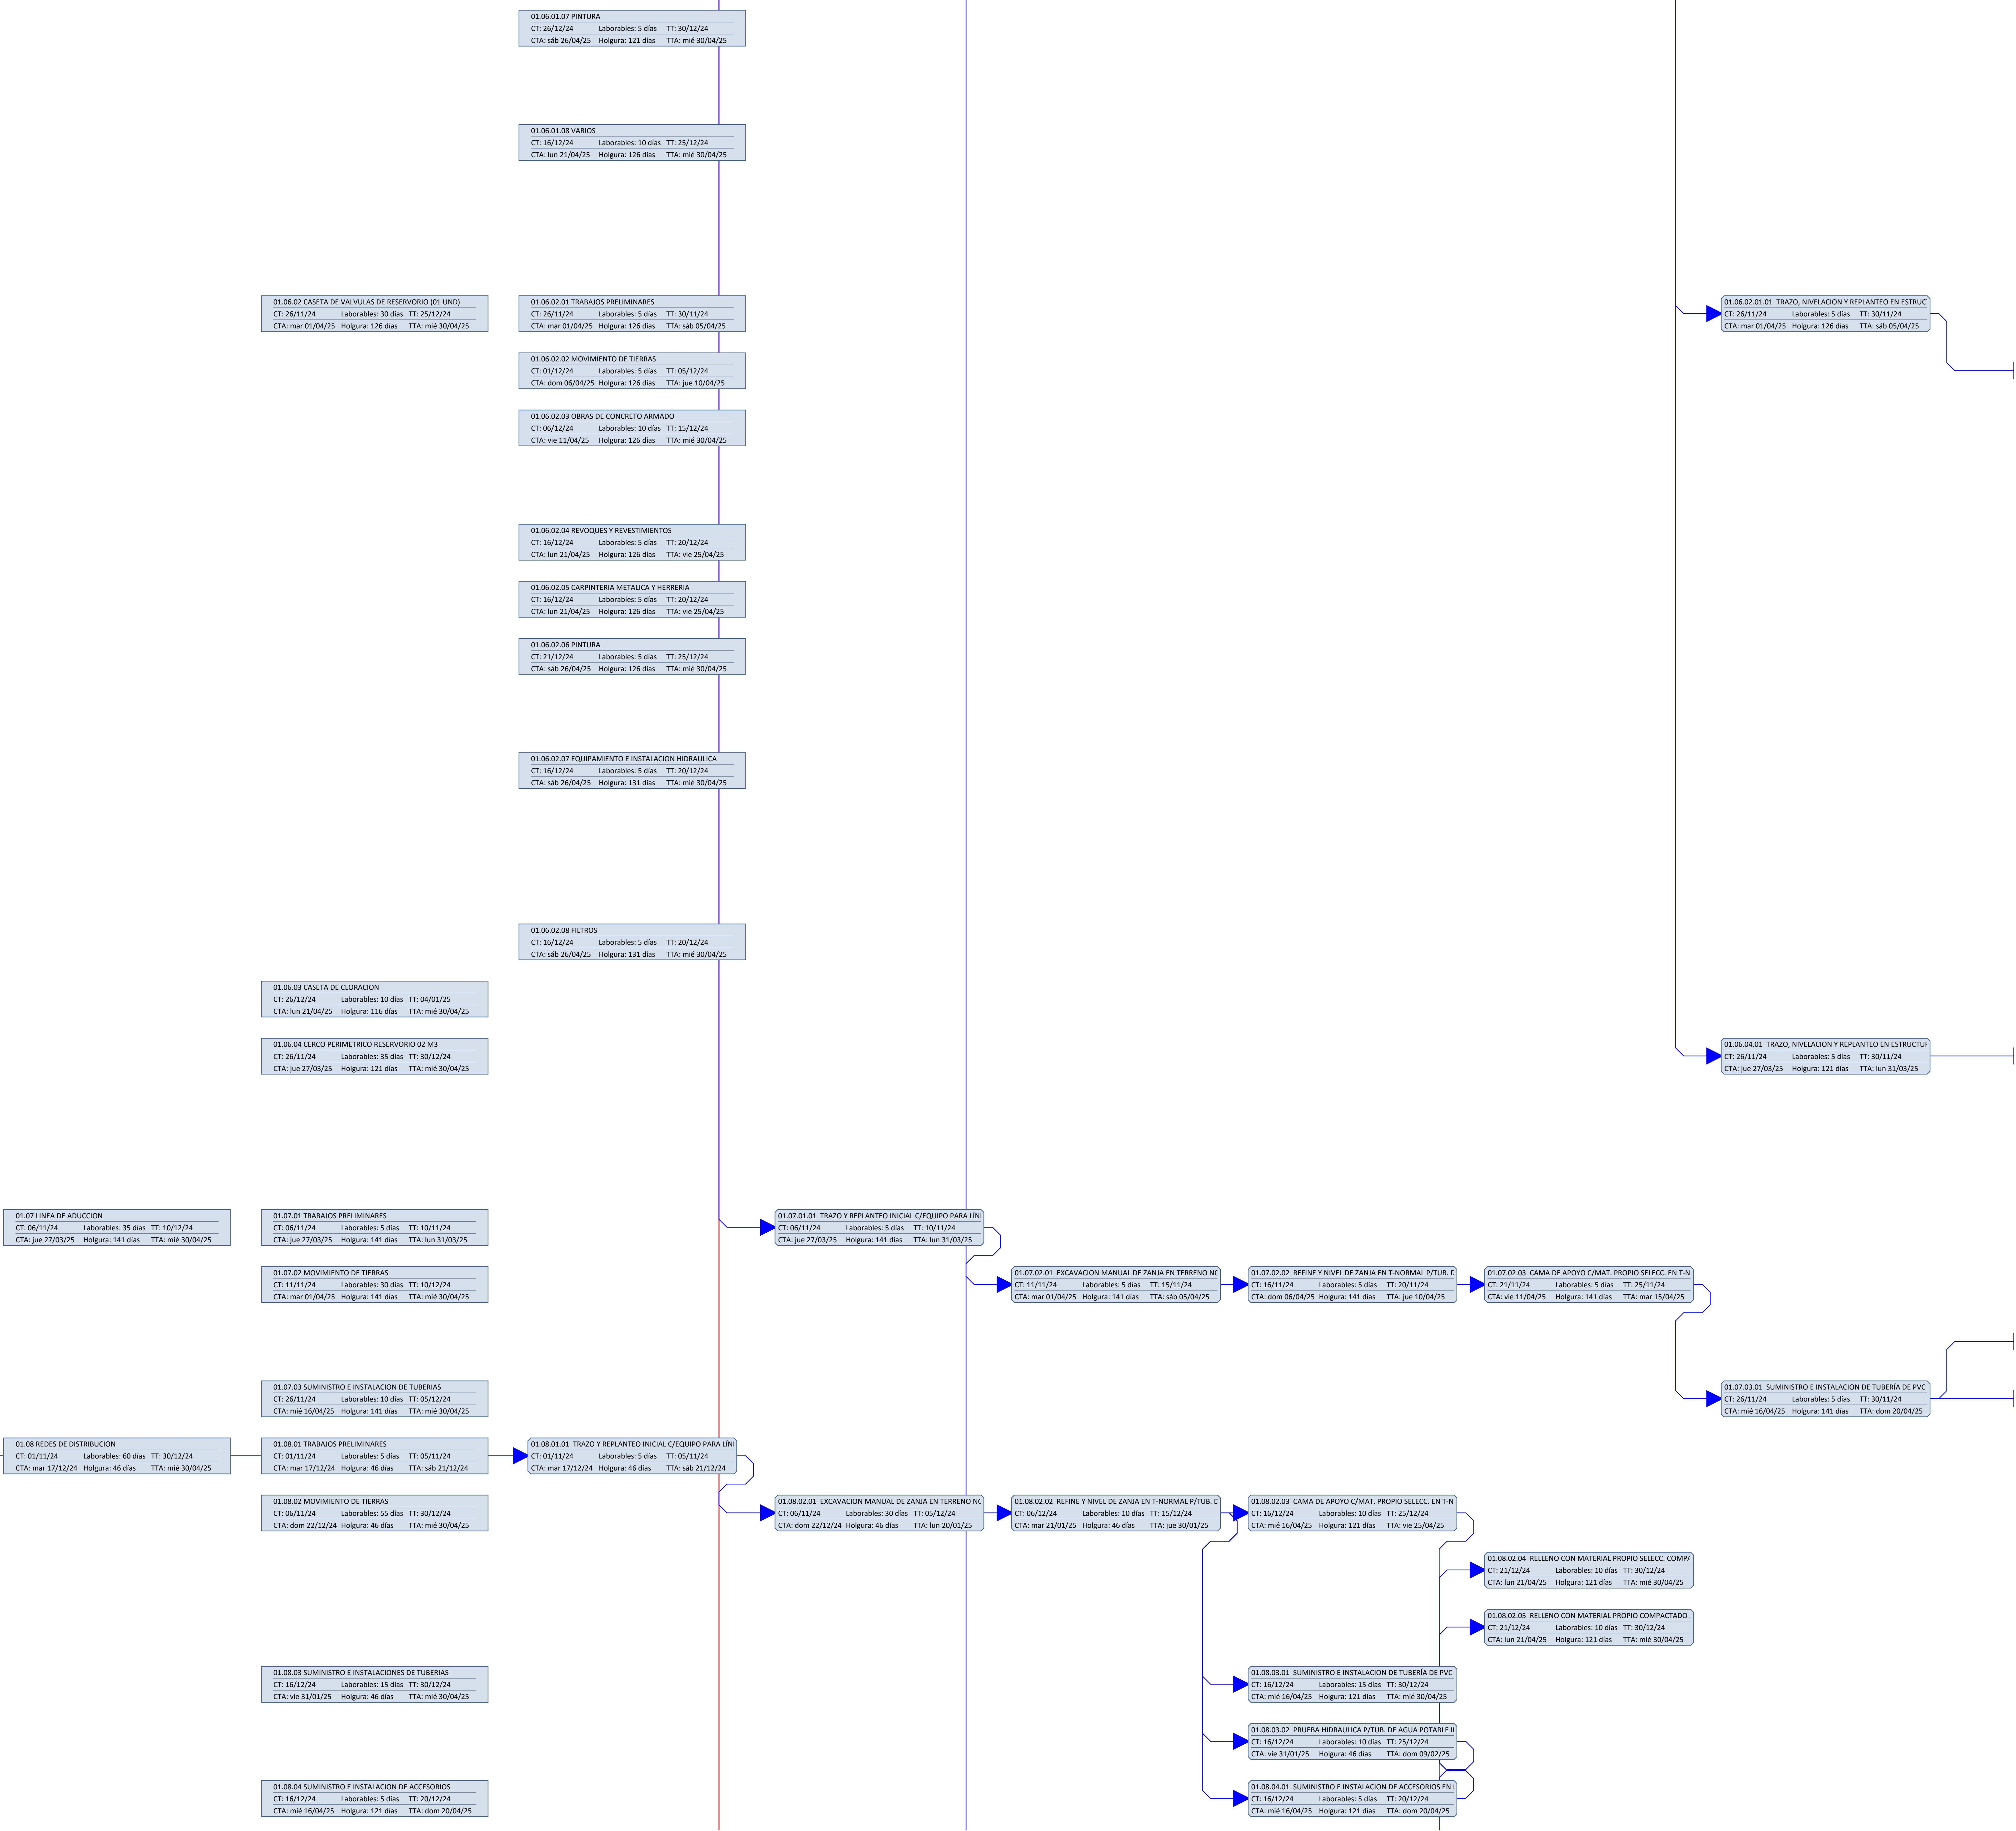 01.06.01.07 PINTURA
CT: 26/12/24 Laborables: 5 días TT: 30/12/24
CTA: sáb 26/04/25 Holgura: 121 días TTA: mié 30/04/25
01.06.01.08 VARIOS
CT: 16/12/24 Laborables: 10 días TT: 25/12/24
CTA: lun 21/04/25 Holgura: 126 días TTA: mié 30/04/25
01.06.02 CASETA DE VALVULAS DE RESERVORIO (01 UND)
CT: 26/11/24 Laborables: 30 días TT: 25/12/24
CTA: mar 01/04/25 Holgura: 126 días TTA: mié 30/04/25
01.06.02.01 TRABAJOS PRELIMINARES
CT: 26/11/24 Laborables: 5 días TT: 30/11/24
CTA: mar 01/04/25 Holgura: 126 días TTA: sáb 05/04/25
01.06.02.01.01 TRAZO, NIVELACION Y REPLANTEO EN ESTRUC
CT: 26/11/24 Laborables: 5 días TT: 30/11/24
CTA: mar 01/04/25 Holgura: 126 días TTA: sáb 05/04/25
01.06.02.02 MOVIMIENTO DE TIERRAS
CT: 01/12/24 Laborables: 5 días TT: 05/12/24
CTA: dom 06/04/25 Holgura: 126 días TTA: jue 10/04/25
01.06.02.03 OBRAS DE CONCRETO ARMADO
CT: 06/12/24 Laborables: 10 días TT: 15/12/24
CTA: vie 11/04/25 Holgura: 126 días TTA: mié 30/04/25
01.06.02.04 REVOQUES Y REVESTIMIENTOS
CT: 16/12/24 Laborables: 5 días TT: 20/12/24
CTA: lun 21/04/25 Holgura: 126 días TTA: vie 25/04/25
01.06.02.05 CARPINTERIA METALICA Y HERRERIA
CT: 16/12/24 Laborables: 5 días TT: 20/12/24
CTA: lun 21/04/25 Holgura: 126 días TTA: vie 25/04/25
01.06.02.06 PINTURA
CT: 21/12/24 Laborables: 5 días TT: 25/12/24
CTA: sáb 26/04/25 Holgura: 126 días TTA: mié 30/04/25
01.06.02.07 EQUIPAMIENTO E INSTALACION HIDRAULICA
CT: 16/12/24 Laborables: 5 días TT: 20/12/24
CTA: sáb 26/04/25 Holgura: 131 días TTA: mié 30/04/25
01.06.02.08 FILTROS
CT: 16/12/24 Laborables: 5 días TT: 20/12/24
CTA: sáb 26/04/25 Holgura: 131 días TTA: mié 30/04/25
01.06.03 CASETA DE CLORACION
CT: 26/12/24 Laborables: 10 días TT: 04/01/25
CTA: lun 21/04/25 Holgura: 116 días TTA: mié 30/04/25
01.06.04 CERCO PERIMETRICO RESERVORIO 02 M3
CT: 26/11/24 Laborables: 35 días TT: 30/12/24
CTA: jue 27/03/25 Holgura: 121 días TTA: mié 30/04/25
01.06.04.01 TRAZO, NIVELACION Y REPLANTEO EN ESTRUCTUR
CT: 26/11/24 Laborables: 5 días TT: 30/11/24
CTA: jue 27/03/25 Holgura: 121 días TTA: lun 31/03/25
01.07 LINEA DE ADUCCION
CT: 06/11/24 Laborables: 35 días TT: 10/12/24
CTA: jue 27/03/25 Holgura: 141 días TTA: mié 30/04/25
01.07.01 TRABAJOS PRELIMINARES
CT: 06/11/24 Laborables: 5 días TT: 10/11/24
CTA: jue 27/03/25 Holgura: 141 días TTA: lun 31/03/25
01.07.01.01 TRAZO Y REPLANTEO INICIAL C/EQUIPO PARA LÍNE
CT: 06/11/24 Laborables: 5 días TT: 10/11/24
CTA: jue 27/03/25 Holgura: 141 días TTA: lun 31/03/25
01.07.02 MOVIMIENTO DE TIERRAS
CT: 11/11/24 Laborables: 30 días TT: 10/12/24
CTA: mar 01/04/25 Holgura: 141 días TTA: mié 30/04/25
01.07.02.01 EXCAVACION MANUAL DE ZANJA EN TERRENO NO
CT: 11/11/24 Laborables: 5 días TT: 15/11/24
CTA: mar 01/04/25 Holgura: 141 días TTA: sáb 05/04/25
01.07.02.02 REFINE Y NIVEL DE ZANJA EN T-NORMAL P/TUB. D
CT: 16/11/24 Laborables: 5 días TT: 20/11/24
CTA: dom 06/04/25 Holgura: 141 días TTA: jue 10/04/25
01.07.02.03 CAMA DE APOYO C/MAT. PROPIO SELECC. EN T-N
CT: 21/11/24 Laborables: 5 días TT: 25/11/24
CTA: vie 11/04/25 Holgura: 141 días TTA: mar 15/04/25
01.07.03 SUMINISTRO E INSTALACION DE TUBERIAS
CT: 26/11/24 Laborables: 10 días TT: 05/12/24
CTA: mié 16/04/25 Holgura: 141 días TTA: mié 30/04/25
01.07.03.01 SUMINISTRO E INSTALACION DE TUBERÍA DE PVC
CT: 26/11/24 Laborables: 5 días TT: 30/11/24
CTA: mié 16/04/25 Holgura: 141 días TTA: dom 20/04/25
01.08 REDES DE DISTRIBUCION
CT: 01/11/24 Laborables: 60 días TT: 30/12/24
CTA: mar 17/12/24 Holgura: 46 días TTA: mié 30/04/25
01.08.01 TRABAJOS PRELIMINARES
CT: 01/11/24 Laborables: 5 días TT: 05/11/24
CTA: mar 17/12/24 Holgura: 46 días TTA: sáb 21/12/24
01.08.01.01 TRAZO Y REPLANTEO INICIAL C/EQUIPO PARA LÍNE
CT: 01/11/24 Laborables: 5 días TT: 05/11/24
CTA: mar 17/12/24 Holgura: 46 días TTA: sáb 21/12/24
01.08.02 MOVIMIENTO DE TIERRAS
CT: 06/11/24 Laborables: 55 días TT: 30/12/24
CTA: dom 22/12/24 Holgura: 46 días TTA: mié 30/04/25
01.08.02.01 EXCAVACION MANUAL DE ZANJA EN TERRENO NO
CT: 06/11/24 Laborables: 30 días TT: 05/12/24
CTA: dom 22/12/24 Holgura: 46 días TTA: lun 20/01/25
01.08.02.02 REFINE Y NIVEL DE ZANJA EN T-NORMAL P/TUB. D
CT: 06/12/24 Laborables: 10 días TT: 15/12/24
CTA: mar 21/01/25 Holgura: 46 días TTA: jue 30/01/25
01.08.02.03 CAMA DE APOYO C/MAT. PROPIO SELECC. EN T-N
CT: 16/12/24 Laborables: 10 días TT: 25/12/24
CTA: mié 16/04/25 Holgura: 121 días TTA: vie 25/04/25
01.08.02.04 RELLENO CON MATERIAL PROPIO SELECC. COMPA
CT: 21/12/24 Laborables: 10 días TT: 30/12/24
CTA: lun 21/04/25 Holgura: 121 días TTA: mié 30/04/25
01.08.02.05 RELLENO CON MATERIAL PROPIO COMPACTADO
CT: 21/12/24 Laborables: 10 días TT: 30/12/24
CTA: lun 21/04/25 Holgura: 121 días TTA: mié 30/04/25
01.08.03 SUMINISTRO E INSTALACIONES DE TUBERIAS
CT: 16/12/24 Laborables: 15 días TT: 30/12/24
CTA: vie 31/01/25 Holgura: 46 días TTA: mié 30/04/25
01.08.03.01 SUMINISTRO E INSTALACION DE TUBERÍA DE PVC
CT: 16/12/24 Laborables: 15 días TT: 30/12/24
CTA: mié 16/04/25 Holgura: 121 días TTA: mié 30/04/25
01.08.03.02 PRUEBA HIDRAULICA P/TUB. DE AGUA POTABLE II
CT: 16/12/24 Laborables: 10 días TT: 25/12/24
CTA: vie 31/01/25 Holgura: 46 días TTA: dom 09/02/25
01.08.04 SUMINISTRO E INSTALACION DE ACCESORIOS
CT: 16/12/24 Laborables: 5 días TT: 20/12/24
CTA: mié 16/04/25 Holgura: 121 días TTA: dom 20/04/25
01.08.04.01 SUMINISTRO E INSTALACION DE ACCESORIOS EN
CT: 16/12/24 Laborables: 5 días TT: 20/12/24
CTA: mié 16/04/25 Holgura: 121 días TTA: dom 20/04/25